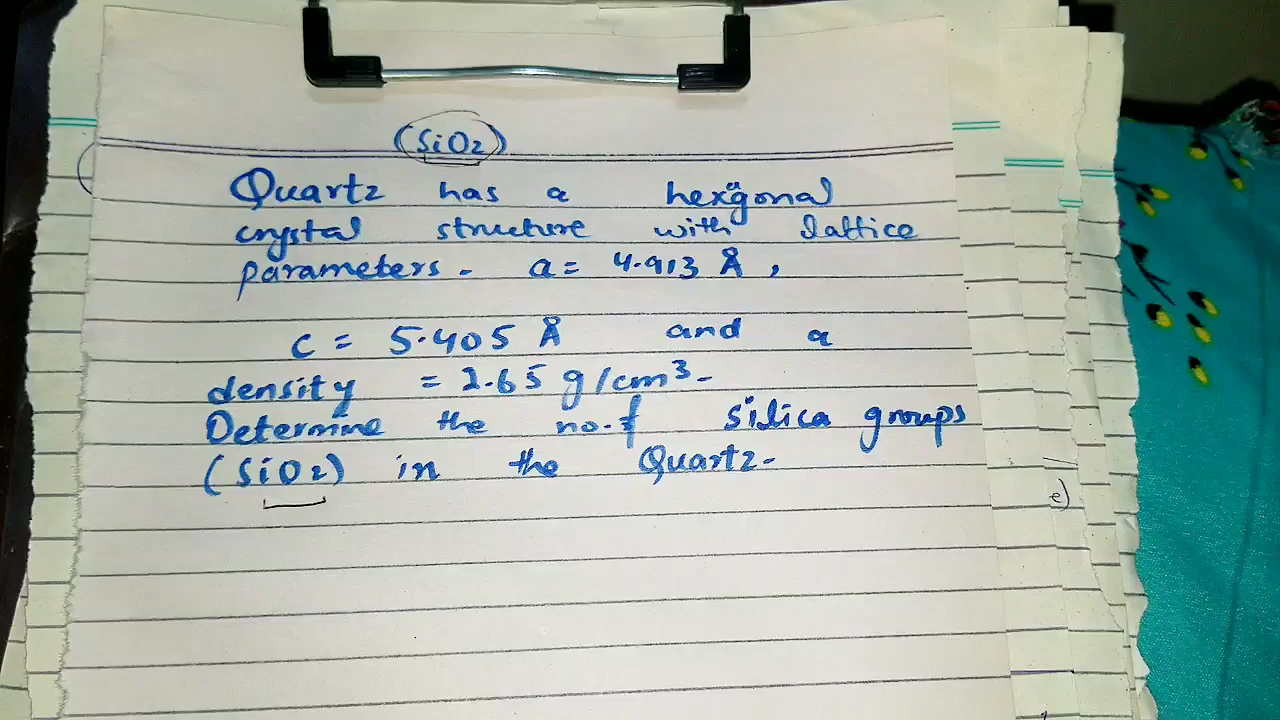 (SiO2)
Quartz has a hexgonal
crystal structure with lattice
parameters. a = 4.913 Å,
c = 5.405 Å and a
density = 2.65 g/cm³.
Determine the no. of silica groups
(SiO2) in the Quartz.
e)